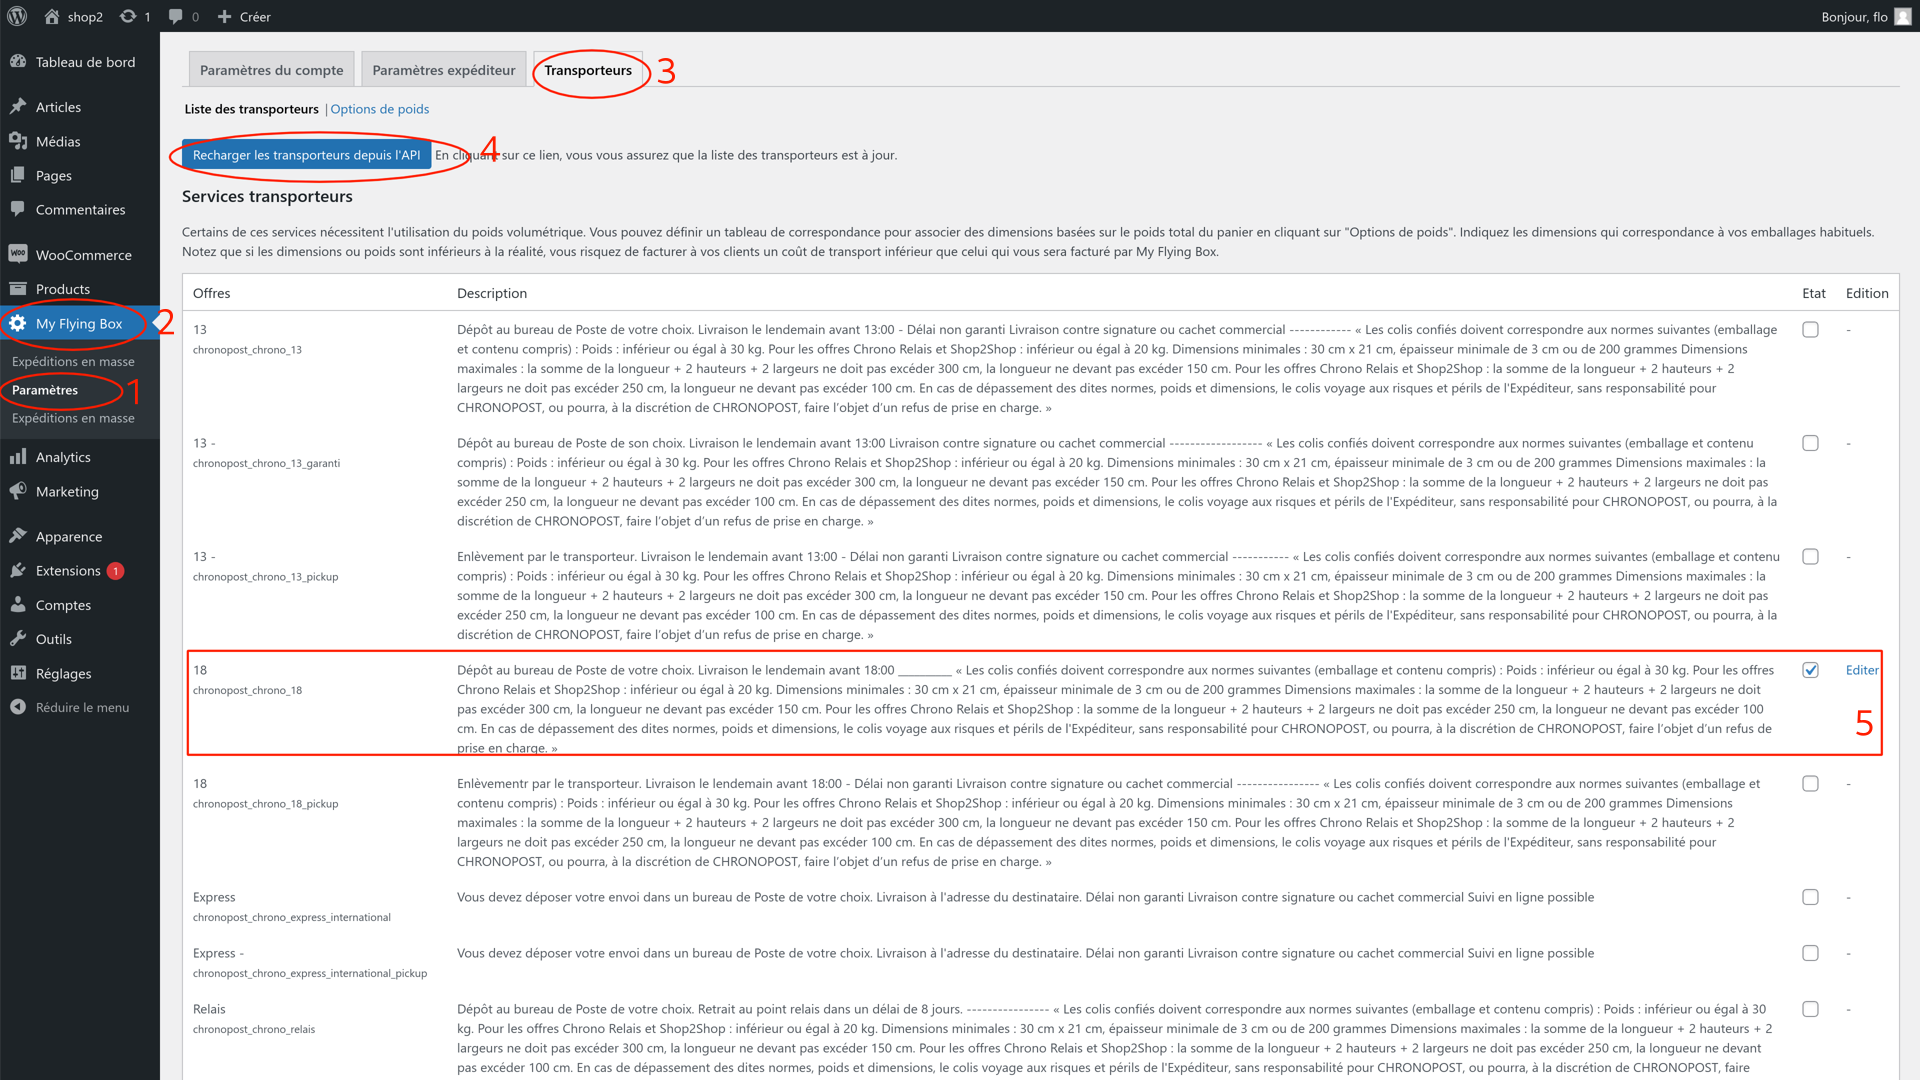 shop2 1 0 Créer Bonjour, flo
Tableau de bord
Articles
Médias
Pages
Commentaires
WooCommerce
Products
My Flying Box 2
Expéditions en masse
Paramètres 1
Expéditions en masse
Analytics
Marketing
Apparence
Extensions 1
Comptes
Outils
Réglages
Réduire le menu
Paramètres du compte Paramètres expéditeur Transporteurs 3
Liste des transporteurs | Options de poids
Recharger les transporteurs depuis l'API En cliquant sur ce lien, vous vous assurez que la liste des transporteurs est à jour. 4
Services transporteurs
Certains de ces services nécessitent l'utilisation du poids volumétrique. Vous pouvez définir un tableau de correspondance pour associer des dimensions basées sur le poids total du panier en cliquant sur "Options de poids". Indiquez les dimensions qui correspondance à vos emballages habituels.
Notez que si les dimensions ou poids sont inférieurs à la réalité, vous risquez de facturer à vos clients un coût de transport inférieur que celui qui vous sera facturé par My Flying Box.
Offres Description Etat Edition
13
chronopost_chrono_13
Dépôt au bureau de Poste de votre choix. Livraison le lendemain avant 13:00 - Délai non garanti Livraison contre signature ou cachet commercial ------------ « Les colis confiés doivent correspondre aux normes suivantes (emballage
et contenu compris) : Poids : inférieur ou égal à 30 kg. Pour les offres Chrono Relais et Shop2Shop : inférieur ou égal à 20 kg. Dimensions minimales : 30 cm x 21 cm, épaisseur minimale de 3 cm ou de 200 grammes Dimensions
maximales : la somme de la longueur + 2 hauteurs + 2 largeurs ne doit pas excéder 300 cm, la longueur ne devant pas excéder 150 cm. Pour les offres Chrono Relais et Shop2Shop : la somme de la longueur + 2 hauteurs + 2
largeurs ne doit pas excéder 250 cm, la longueur ne devant pas excéder 100 cm. En cas de dépassement des dites normes, poids et dimensions, le colis voyage aux risques et périls de l'Expéditeur, sans responsabilité pour
CHRONOPOST, ou pourra, à la discrétion de CHRONOPOST, faire l'objet d'un refus de prise en charge. »
-
13 -
chronopost_chrono_13_garanti
Dépôt au bureau de Poste de son choix. Livraison le lendemain avant 13:00 Livraison contre signature ou cachet commercial ------------------ « Les colis confiés doivent correspondre aux normes suivantes (emballage et contenu
compris) : Poids : inférieur ou égal à 30 kg. Pour les offres Chrono Relais et Shop2Shop : inférieur ou égal à 20 kg. Dimensions minimales : 30 cm x 21 cm, épaisseur minimale de 3 cm ou de 200 grammes Dimensions maximales : la
somme de la longueur + 2 hauteurs + 2 largeurs ne doit pas excéder 300 cm, la longueur ne devant pas excéder 150 cm. Pour les offres Chrono Relais et Shop2Shop : la somme de la longueur + 2 hauteurs + 2 largeurs ne doit pas
excéder 250 cm, la longueur ne devant pas excéder 100 cm. En cas de dépassement des dites normes, poids et dimensions, le colis voyage aux risques et périls de l'Expéditeur, sans responsabilité pour CHRONOPOST, ou pourra, à la
discrétion de CHRONOPOST, faire l'objet d'un refus de prise en charge. »
-
13 -
chronopost_chrono_13_pickup
Enlèvement par le transporteur. Livraison le lendemain avant 13:00 - Délai non garanti Livraison contre signature ou cachet commercial ----------- « Les colis confiés doivent correspondre aux normes suivantes (emballage et contenu
compris) : Poids : inférieur ou égal à 30 kg. Pour les offres Chrono Relais et Shop2Shop : inférieur ou égal à 20 kg. Dimensions minimales : 30 cm x 21 cm, épaisseur minimale de 3 cm ou de 200 grammes Dimensions maximales : la
somme de la longueur + 2 hauteurs + 2 largeurs ne doit pas excéder 300 cm, la longueur ne devant pas excéder 150 cm. Pour les offres Chrono Relais et Shop2Shop : la somme de la longueur + 2 hauteurs + 2 largeurs ne doit pas
excéder 250 cm, la longueur ne devant pas excéder 100 cm. En cas de dépassement des dites normes, poids et dimensions, le colis voyage aux risques et périls de l'Expéditeur, sans responsabilité pour CHRONOPOST, ou pourra, à la
discrétion de CHRONOPOST, faire l'objet d'un refus de prise en charge. »
-
18
chronopost_chrono_18
Dépôt au bureau de Poste de votre choix. Livraison le lendemain avant 18:00 _________ « Les colis confiés doivent correspondre aux normes suivantes (emballage et contenu compris) : Poids : inférieur ou égal à 30 kg. Pour les offres
Chrono Relais et Shop2Shop : inférieur ou égal à 20 kg. Dimensions minimales : 30 cm x 21 cm, épaisseur minimale de 3 cm ou de 200 grammes Dimensions maximales : la somme de la longueur + 2 hauteurs + 2 largeurs ne doit
pas excéder 300 cm, la longueur ne devant pas excéder 150 cm. Pour les offres Chrono Relais et Shop2Shop : la somme de la longueur + 2 hauteurs + 2 largeurs ne doit pas excéder 250 cm, la longueur ne devant pas excéder 100
cm. En cas de dépassement des dites normes, poids et dimensions, le colis voyage aux risques et périls de l'Expéditeur, sans responsabilité pour CHRONOPOST, ou pourra, à la discrétion de CHRONOPOST, faire l'objet d'un refus de
prise en charge. »
Editer
5
18
chronopost_chrono_18_pickup
Enlèvementr par le transporteur. Livraison le lendemain avant 18:00 - Délai non garanti Livraison contre signature ou cachet commercial ---------------- « Les colis confiés doivent correspondre aux normes suivantes (emballage et
contenu compris) : Poids : inférieur ou égal à 30 kg. Pour les offres Chrono Relais et Shop2Shop : inférieur ou égal à 20 kg. Dimensions minimales : 30 cm x 21 cm, épaisseur minimale de 3 cm ou de 200 grammes Dimensions
maximales : la somme de la longueur + 2 hauteurs + 2 largeurs ne doit pas excéder 300 cm, la longueur ne devant pas excéder 150 cm. Pour les offres Chrono Relais et Shop2Shop : la somme de la longueur + 2 hauteurs + 2
largeurs ne doit pas excéder 250 cm, la longueur ne devant pas excéder 100 cm. En cas de dépassement des dites normes, poids et dimensions, le colis voyage aux risques et périls de l'Expéditeur, sans responsabilité pour
CHRONOPOST, ou pourra, à la discrétion de CHRONOPOST, faire l'objet d'un refus de prise en charge. »
-
Express
chronopost_chrono_express_international
Vous devez déposer votre envoi dans un bureau de Poste de votre choix. Livraison à l'adresse du destinataire. Délai non garanti Livraison contre signature ou cachet commercial Suivi en ligne possible
-
Express -
chronopost_chrono_express_international_pickup
Vous devez déposer votre envoi dans un bureau de Poste de votre choix. Livraison à l'adresse du destinataire. Délai non garanti Livraison contre signature ou cachet commercial Suivi en ligne possible
-
Relais
chronopost_chrono_relais
Dépôt au bureau de Poste de votre choix. Retrait au point relais dans un délai de 8 jours. ---------------- « Les colis confiés doivent correspondre aux normes suivantes (emballage et contenu compris) : Poids : inférieur ou égal à 30
kg. Pour les offres Chrono Relais et Shop2Shop : inférieur ou égal à 20 kg. Dimensions minimales : 30 cm x 21 cm, épaisseur minimale de 3 cm ou de 200 grammes Dimensions maximales : la somme de la longueur + 2 hauteurs + 2
largeurs ne doit pas excéder 300 cm, la longueur ne devant pas excéder 150 cm. Pour les offres Chrono Relais et Shop2Shop : la somme de la longueur + 2 hauteurs + 2 largeurs ne doit pas excéder 250 cm, la longueur ne devant
pas excéder 100 cm. En cas de dépassement des dites normes, poids et dimensions, le colis voyage aux risques et périls de l'Expéditeur, sans responsabilité pour CHRONOPOST, ou pourra, à la discrétion de CHRONOPOST, faire
-